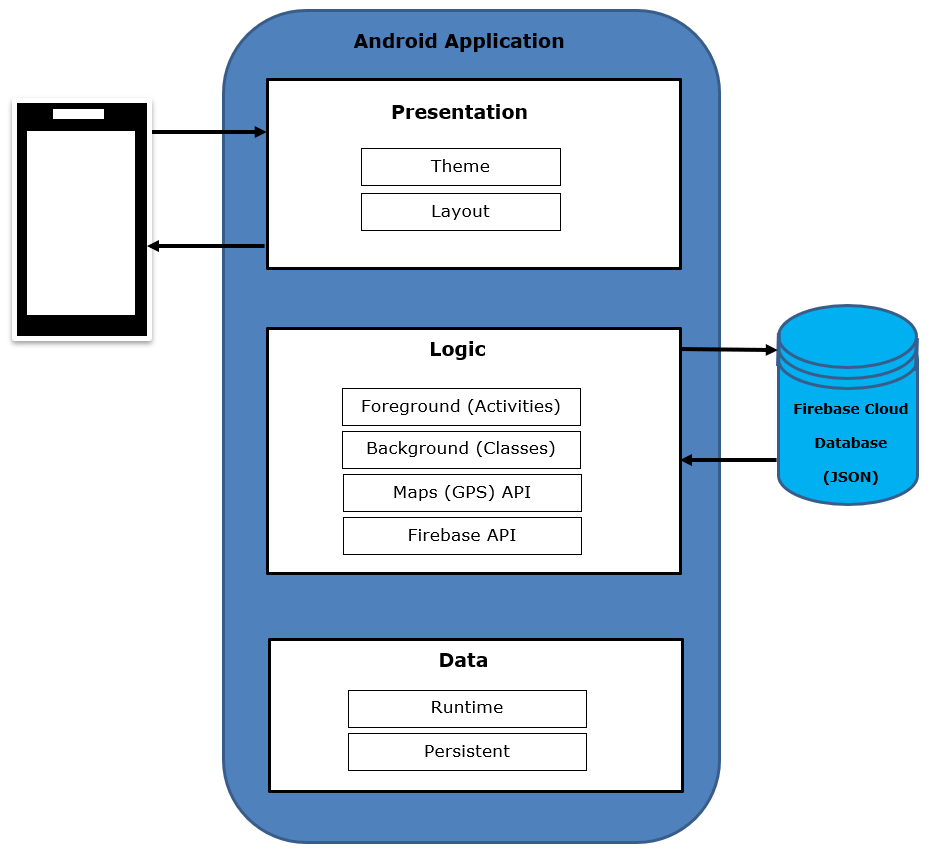 Android Application
Presentation
Theme
Layout
Logic
Foreground (Activities)
Background (Classes)
Maps (GPS) API
Firebase API
Firebase Cloud
Database
(JSON)
Data
Runtime
Persistent